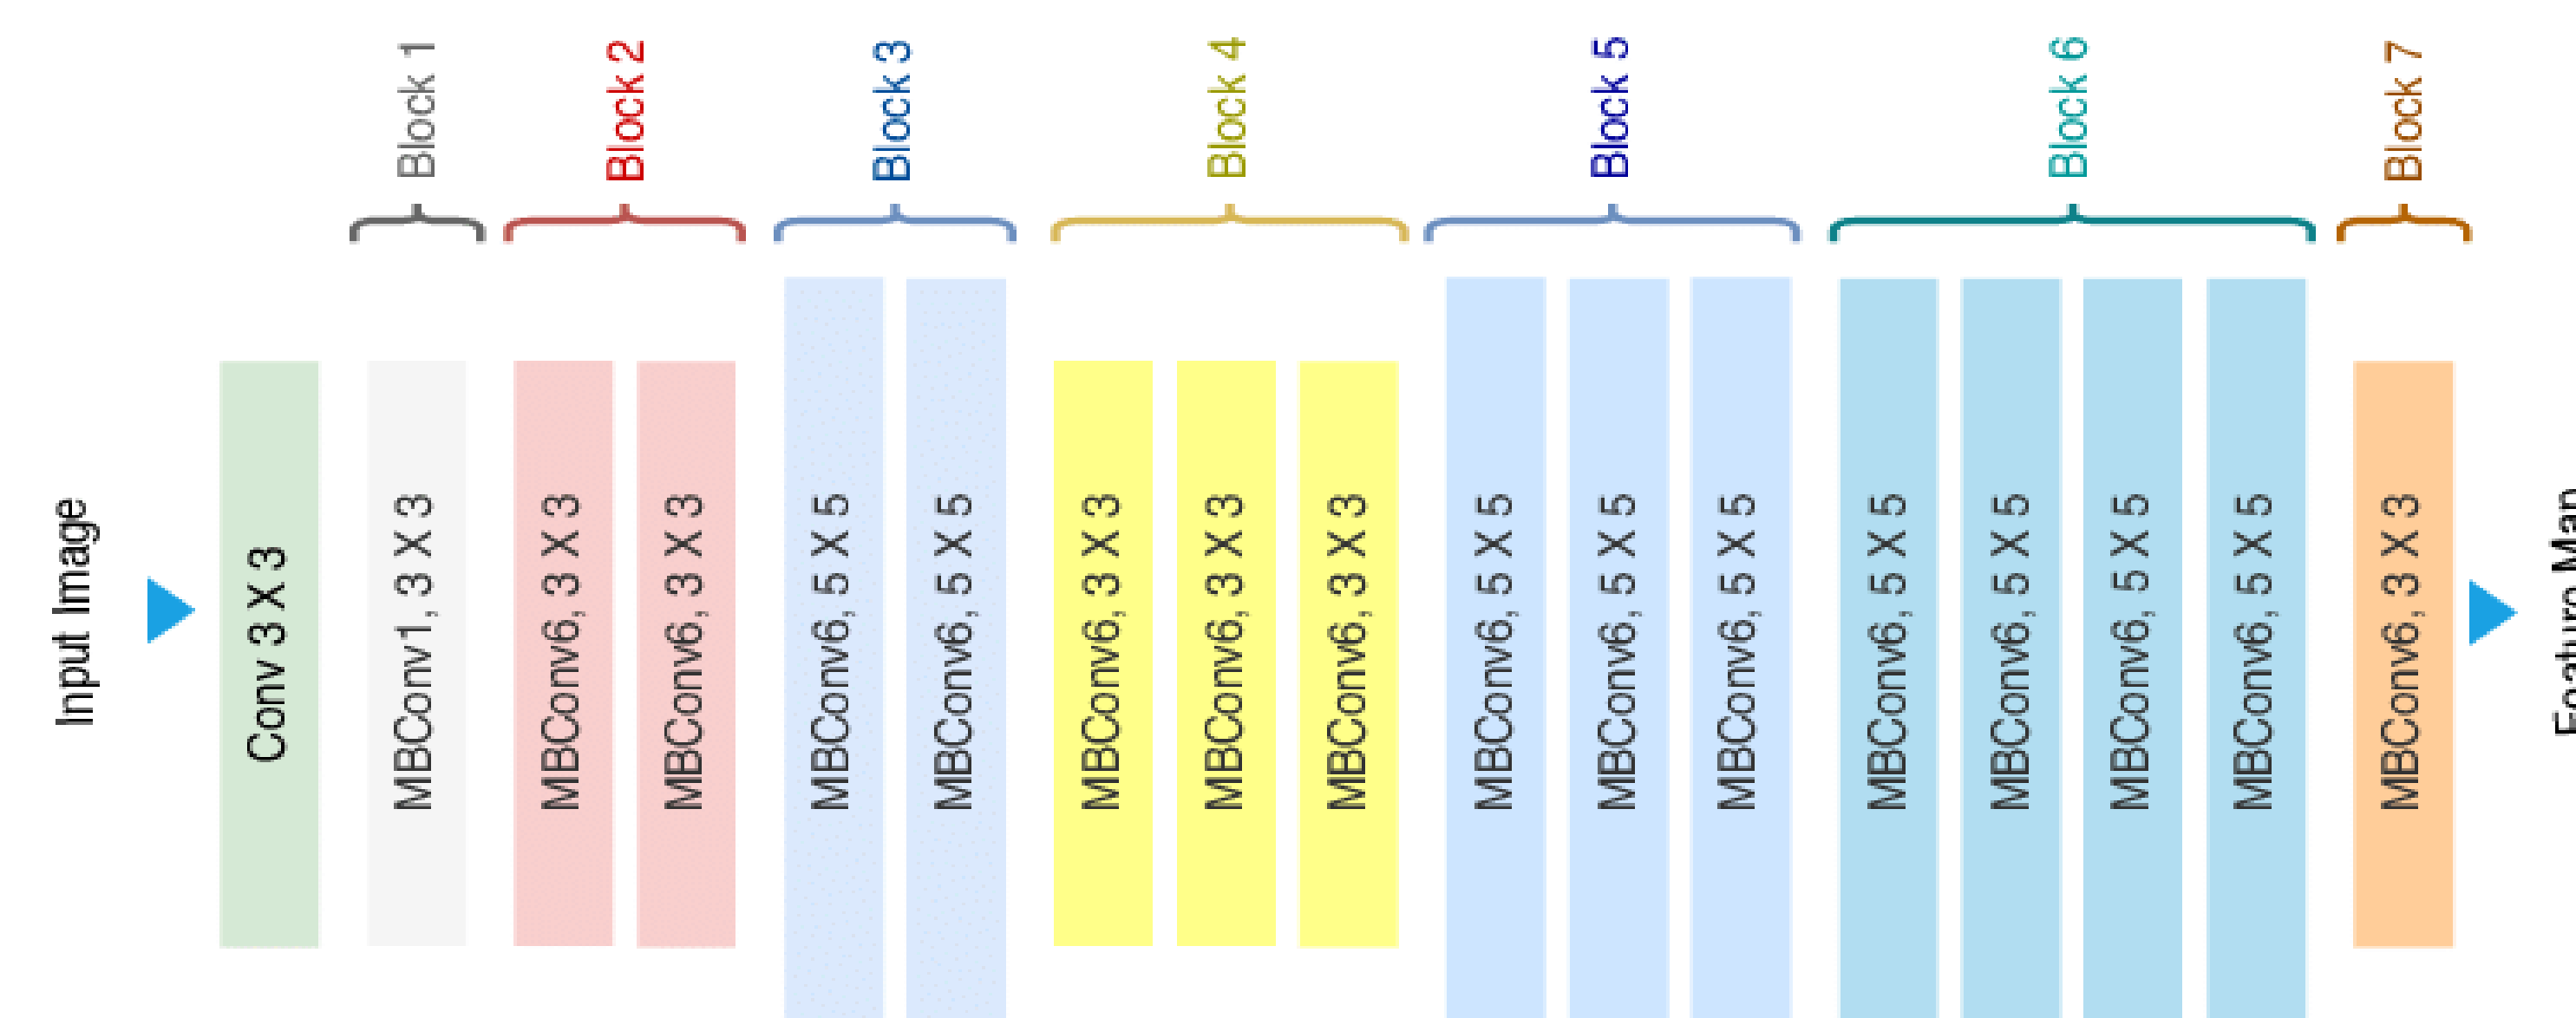 Block 1
Block 2
Block 3
Block 4
Block 5
Block 6
Block 7
Input Image
Conv 3 X 3
MBConv1, 3 X 3
MBConv6, 3 X 3
MBConv6, 3 X 3
MBConv6, 5 X 5
MBConv6, 5 X 5
MBConv6, 3 X 3
MBConv6, 3 X 3
MBConv6, 3 X 3
MBConv6, 5 X 5
MBConv6, 5 X 5
MBConv6, 5 X 5
MBConv6, 5 X 5
MBConv6, 5 X 5
MBConv6, 5 X 5
MBConv6, 5 X 5
MBConv6, 3 X 3
Feature Map